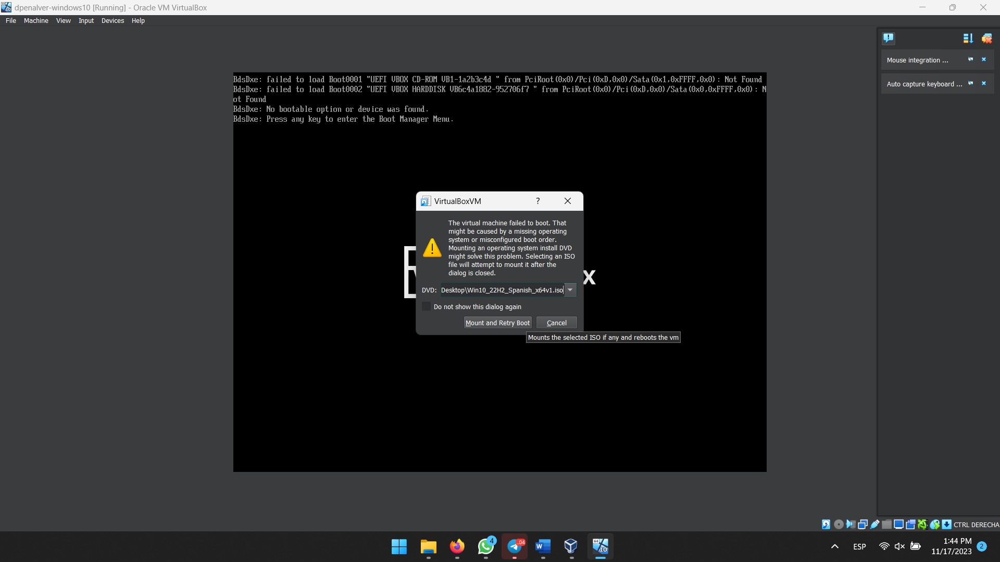 dpenalver-windows10 [Running] - Oracle VM VirtualBox
File Machine View Input Devices Help
Mouse integration ...
Auto capture keyboard ...
BdsDxe: failed to load Boot0001 "UEFI VBOX CD-ROM VB1-1a2b3c4d " from PciRoot(0x0)/Pci(0xD,0x0)/Sata(0x1,0xFFFF,0x0): Not Found
BdsDxe: failed to load Boot0002 "UEFI VBOX HARDDISK VB6c4a1882-952706f7 " from PciRoot(0x0)/Pci(0xD,0x0)/Sata(0x0,0xFFFF,0x0): N
ot Found
BdsDxe: No bootable option or device was found.
BdsDxe: Press any key to enter the Boot Manager Menu.
VirtualBoxVM ?
The virtual machine failed to boot. That
might be caused by a missing operating
system or misconfigured boot order.
Mounting an operating system install DVD
might solve this problem. Selecting an ISO
file will attempt to mount it after the
dialog is closed.
DVD: Desktop\Win10_22H2_Spanish_x64v1.iso
Do not show this dialog again
Mount and Retry Boot Cancel
Mounts the selected ISO if any and reboots the vm
x
CTRL DERECHA
4
.04
W
64
10
ESP
1:44 PM
11/17/2023
2